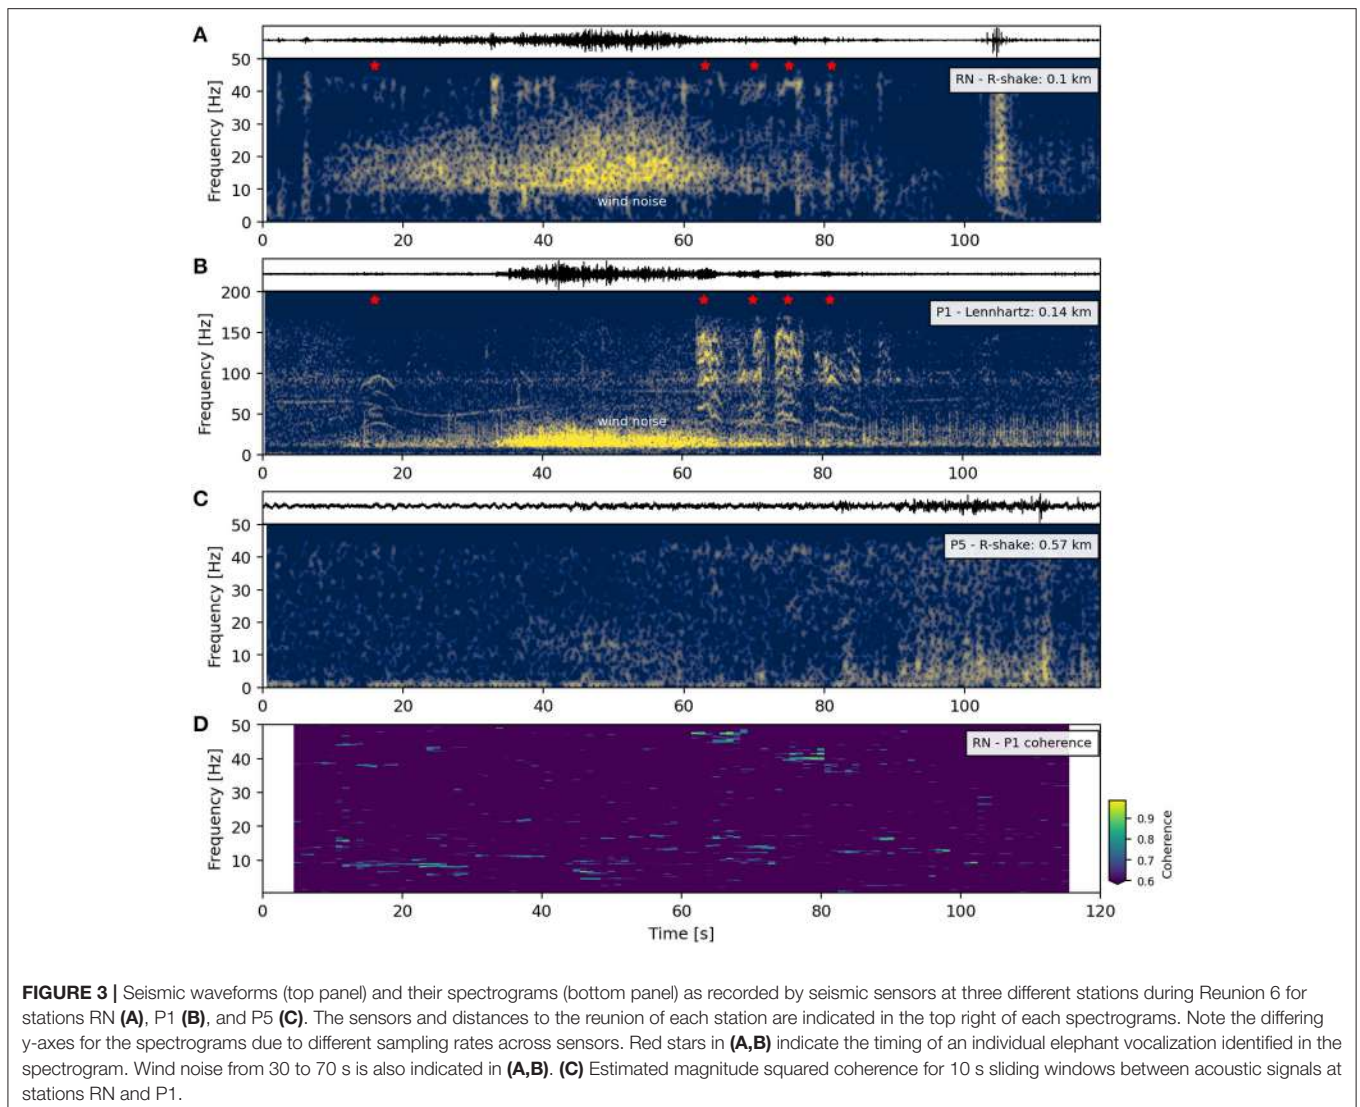 A
50
40
30
20
10
0
Frequency [Hz]
RN - R-shake: 0.1 km
wind noise
0 20 40 60 80 100
B
200
150
100
50
0
Frequency [Hz]
P1 - Lennhartz: 0.14 km
wind noise
0 20 40 60 80 100
C
50
40
30
20
10
0
Frequency [Hz]
P5 - R-shake: 0.57 km
0 20 40 60 80 100
D
50
40
30
20
10
Frequency [Hz]
RN - P1 coherence
0.9
0.8
0.7
0.6
Coherence
0 20 40 60 80 100 120
Time [s]
FIGURE 3 | Seismic waveforms (top panel) and their spectrograms (bottom panel) as recorded by seismic sensors at three different stations during Reunion 6 for
stations RN (A), P1 (B), and P5 (C). The sensors and distances to the reunion of each station are indicated in the top right of each spectrograms. Note the differing
y-axes for the spectrograms due to different sampling rates across sensors. Red stars in (A,B) indicate the timing of an individual elephant vocalization identified in the
spectrogram. Wind noise from 30 to 70 s is also indicated in (A,B). (C) Estimated magnitude squared coherence for 10 s sliding windows between acoustic signals at
stations RN and P1.